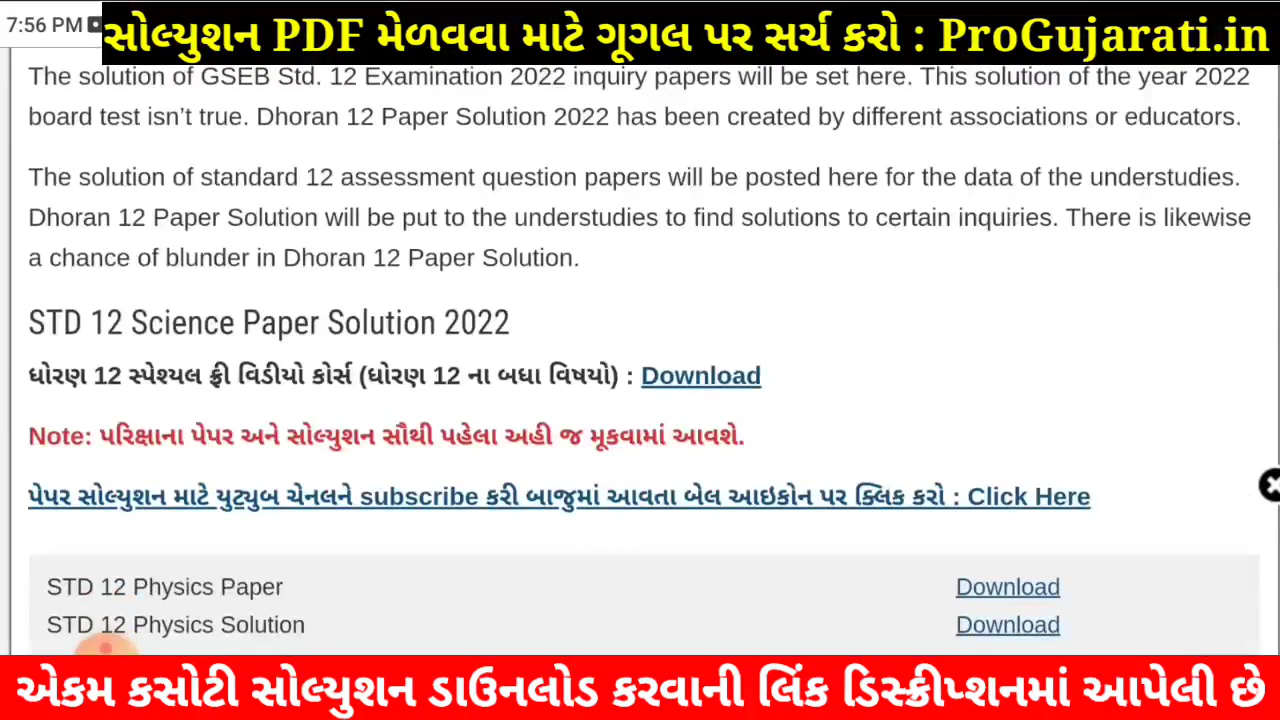 7:56 PM
સોલ્યુશન PDF મેળવવા માટે ગૂગલ પર સર્ચ કરો : ProGujarati.in
The solution of GSEB Std. 12 Examination 2022 inquiry papers will be set here. This solution of the year 2022
board test isn’t true. Dhoran 12 Paper Solution 2022 has been created by different associations or educators.
The solution of standard 12 assessment question papers will be posted here for the data of the understudies.
Dhoran 12 Paper Solution will be put to the understudies to find solutions to certain inquiries. There is likewise
a chance of blunder in Dhoran 12 Paper Solution.
STD 12 Science Paper Solution 2022
ધોરણ 12 સ્પેશ્યલ ફ્રી વિડીયો કોર્સ (ધોરણ 12 ના બધા વિષયો) : Download
Note: પરિક્ષાના પેપર અને સોલ્યુશન સૌથી પહેલા અહી જ મૂકવામાં આવશે.
પેપર સોલ્યુશન માટે યુટ્યુબ ચેનલને subscribe કરી બાજુમાં આવતા બેલ આઇકોન પર ક્લિક કરો : Click Here
STD 12 Physics Paper Download
STD 12 Physics Solution Download
એકમ કસોટી સોલ્યુશન ડાઉનલોડ કરવાની લિંક ડિસ્ક્રીપ્શનમાં આપેલી છે